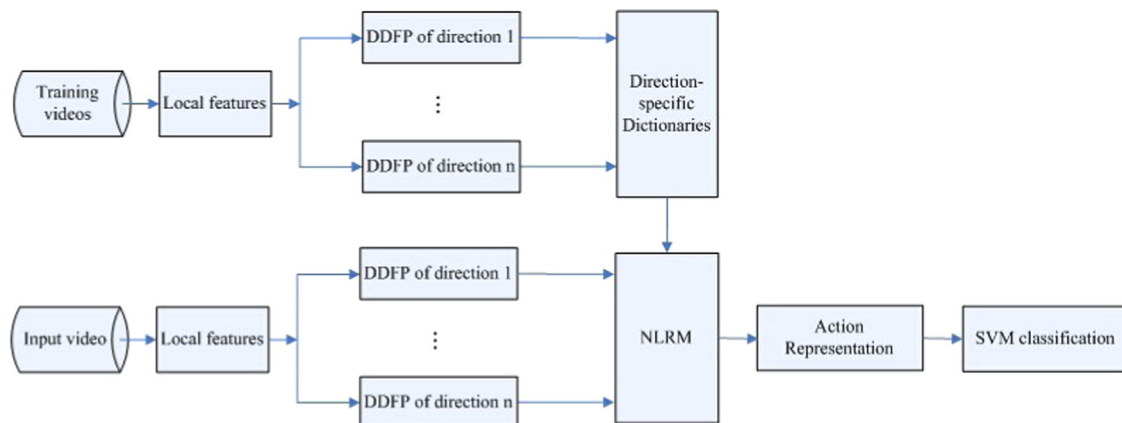 Training
videos
Local features
DDFP of direction 1
⋮
DDFP of direction n
Direction-
specific
Dictionaries
Input video
Local features
DDFP of direction 1
⋮
DDFP of direction n
NLRM
Action
Representation
SVM classification